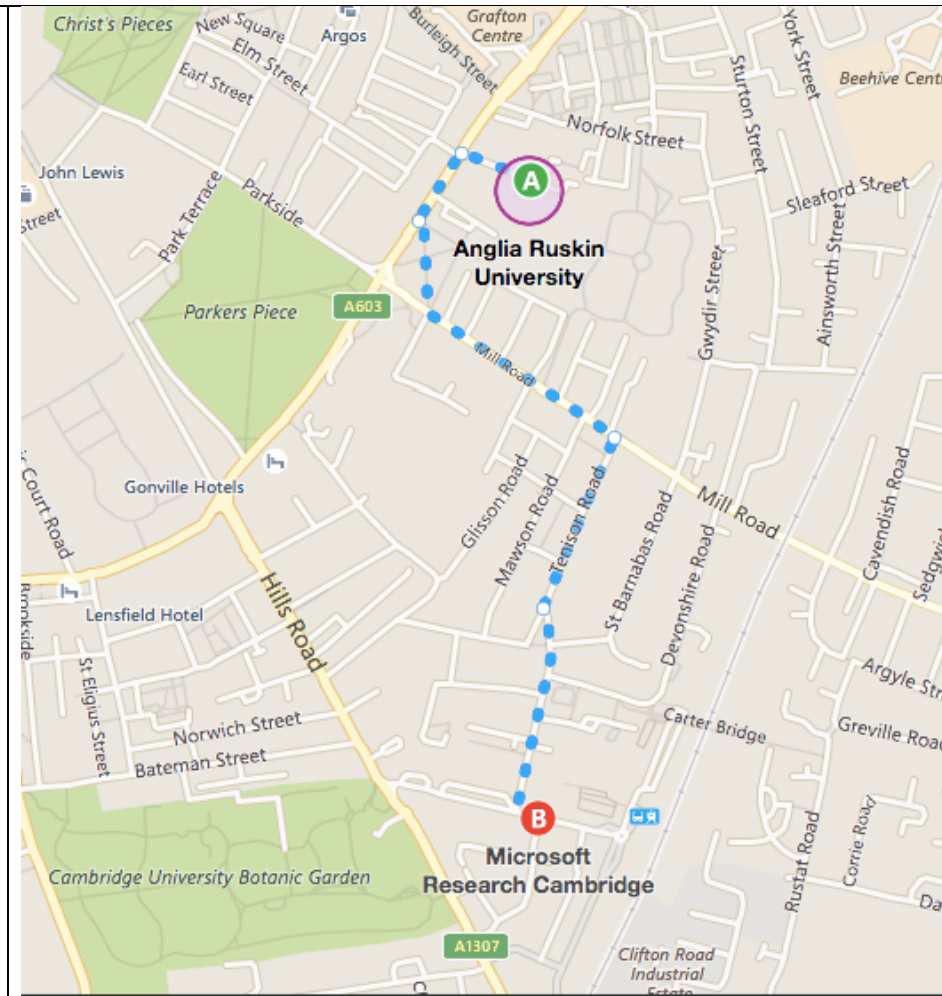 Christ's Pieces
New Square
Argos
Grafton
Centre
Burleigh Street
York Street
Sturton Street
Beehive Cent
Elm Street
Earl Street
Norfolk Street
John Lewis
Street
Park Terrace
Parkside
A
Sleaford Street
Anglia Ruskin
University
Ainsworth Street
Gwydir Street
Parkers Piece
A603
Mill Road
Gonville Hotels
Court Road
Glisson Road
Mawson Road
Tenison Road
St Barnabas Road
Mill Road
Devonshire Road
Cavendish Road
Sedgwic
Brookside
Lensfield Hotel
Hills Road
St Eligius Street
Norwich Street
Bateman Street
Carter Bridge
Argyle Str
Greville Road
B
Microsoft
Research Cambridge
Cambridge University Botanic Garden
Rustat Road
Corrie Road
Da
A1307
Clifton Road
Industrial
Estate